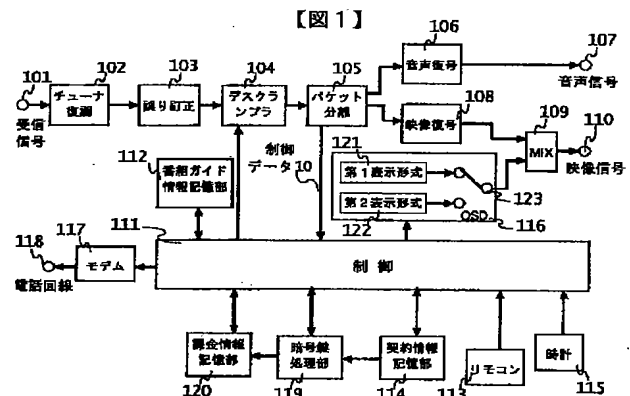 【図1】
101
受信
信号
102
チューナ
復調
103
誤り訂正
104
デスクラ
ンブラ
105
パケット
分離
106
音声復号
107
音声信号
108
映像復号
109
MIX
110
映像信号
制御
データ10
112
番組ガイド
情報記憶部
121
第1表示形式
第2表示形式
122
123
OSD
116
111
制御
117
モデム
118
電話回線
課金情報
記憶部
120
暗号鍵
処理部
119
契約情報
記憶部
114
リモコン
113
時計
115